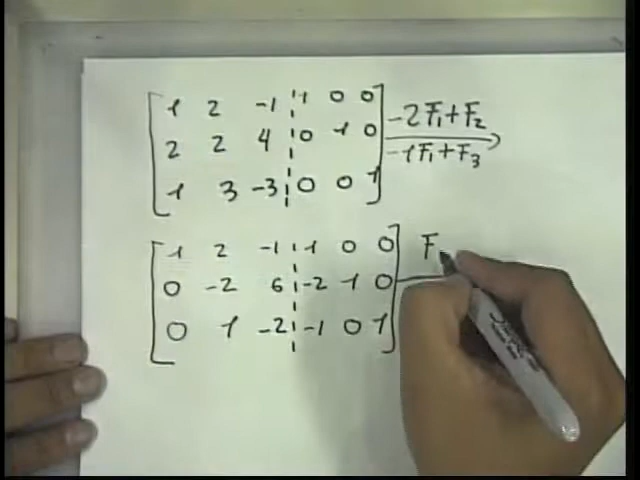 1 2 -1 1 0 0 -2F₁+F₂
2 2 4 0 1 0 -1F₁+F₃
1 3 -3 0 0 1
1 2 -1 1 0 0 F
0 -2 6 -2 1 0
0 1 -2 -1 0 1